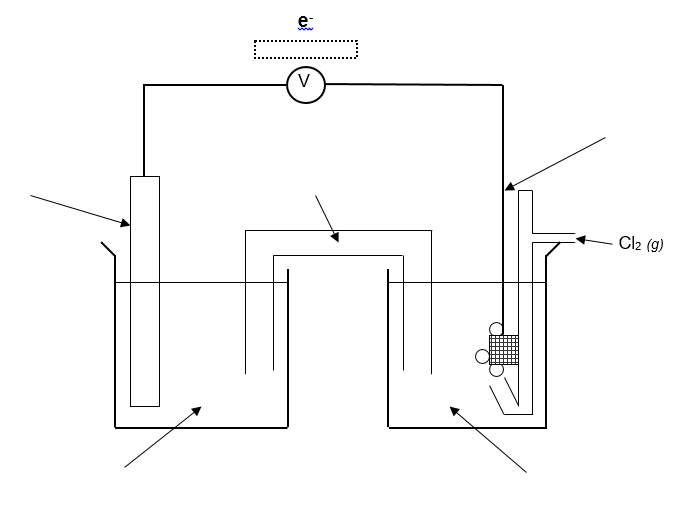 e-
V
Cl₂ (g)